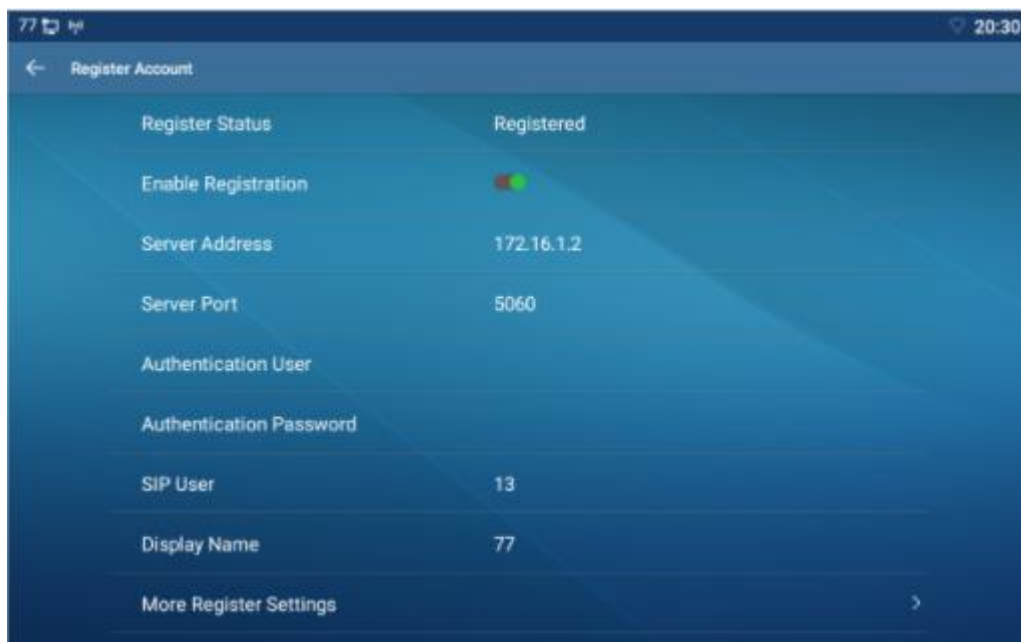 77 20:30
Register Account
Register Status Registered
Enable Registration
Server Address 172.16.1.2
Server Port 5060
Authentication User
Authentication Password
SIP User 13
Display Name 77
More Register Settings